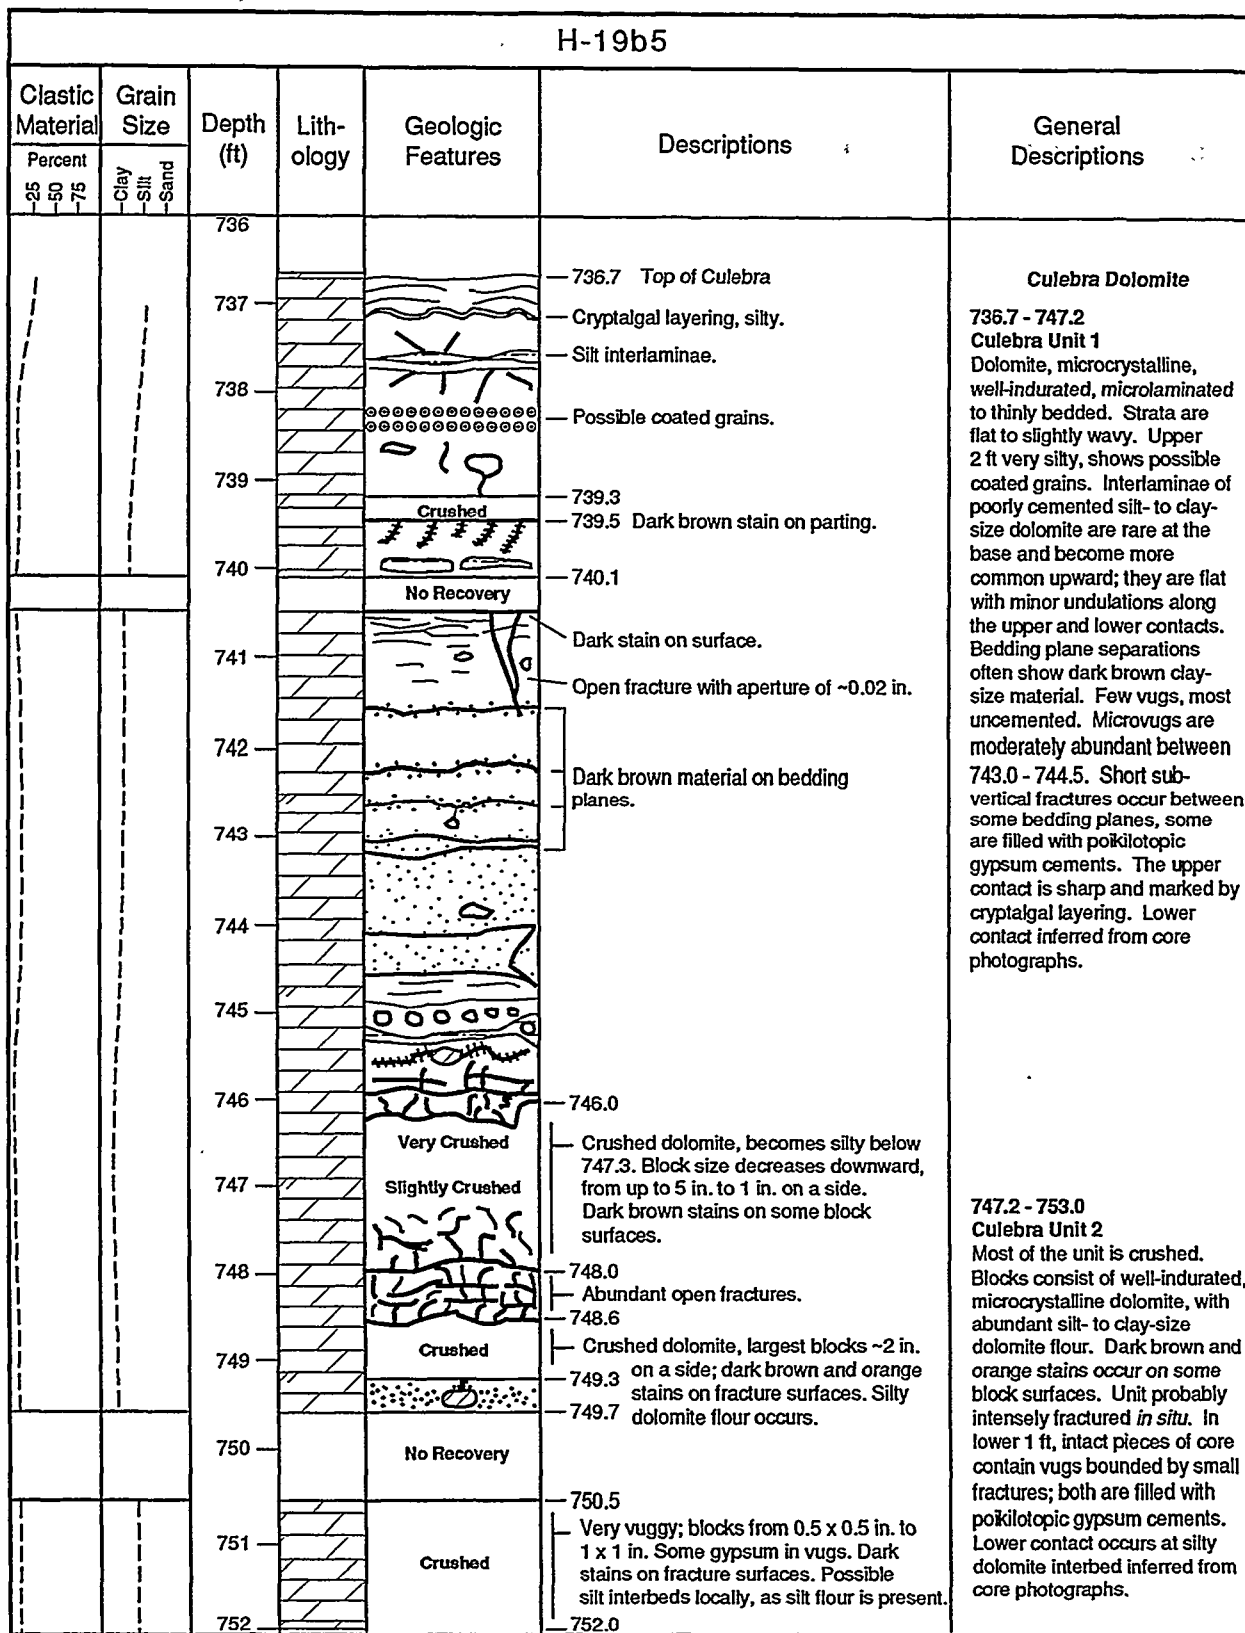 H-19b5
Clastic
Material
Percent
25
50
75
Grain
Size
Clay
Silt
Sand
Depth
(ft)
Lith-
ology
Geologic
Features
Descriptions
General
Descriptions
736
737
738
739
740
741
742
743
744
745
746
747
748
749
750
751
752
Crushed
No Recovery
Very Crushed
Slightly Crushed
Crushed
No Recovery
Crushed
736.7 Top of Culebra
Cryptalgal layering, silty.
Silt interlaminae.
Possible coated grains.
739.3
739.5 Dark brown stain on parting.
740.1
Dark stain on surface.
Open fracture with aperture of ~0.02 in.
Dark brown material on bedding
planes.
746.0
Crushed dolomite, becomes silty below
747.3. Block size decreases downward,
from up to 5 in. to 1 in. on a side.
Dark brown stains on some block
surfaces.
748.0
Abundant open fractures.
748.6
Crushed dolomite, largest blocks ~2 in.
on a side; dark brown and orange
749.3
stains on fracture surfaces. Silty
dolomite flour occurs.
749.7
750.5
Very vuggy; blocks from 0.5 x 0.5 in. to
1 x 1 in. Some gypsum in vugs. Dark
stains on fracture surfaces. Possible
silt interbeds locally, as silt flour is present.
752.0
Culebra Dolomite
736.7 - 747.2
Culebra Unit 1
Dolomite, microcrystalline,
well-indurated, microlaminated
to thinly bedded. Strata are
flat to slightly wavy. Upper
2 ft very silty, shows possible
coated grains. Interlaminae of
poorly cemented silt- to clay-
size dolomite are rare at the
base and become more
common upward; they are flat
with minor undulations along
the upper and lower contacts.
Bedding plane separations
often show dark brown clay-
size material. Few vugs, most
uncemented. Microvugs are
moderately abundant between
743.0 - 744.5. Short sub-
vertical fractures occur between
some bedding planes, some
are filled with poikilotopic
gypsum cements. The upper
contact is sharp and marked by
cryptalgal layering. Lower
contact inferred from core
photographs.
747.2 - 753.0
Culebra Unit 2
Most of the unit is crushed.
Blocks consist of well-indurated,
microcrystalline dolomite, with
abundant silt- to clay-size
dolomite flour. Dark brown and
orange stains occur on some
block surfaces. Unit probably
intensely fractured in situ. In
lower 1 ft, intact pieces of core
contain vugs bounded by small
fractures; both are filled with
poikilotopic gypsum cements.
Lower contact occurs at silty
dolomite interbed inferred from
core photographs.